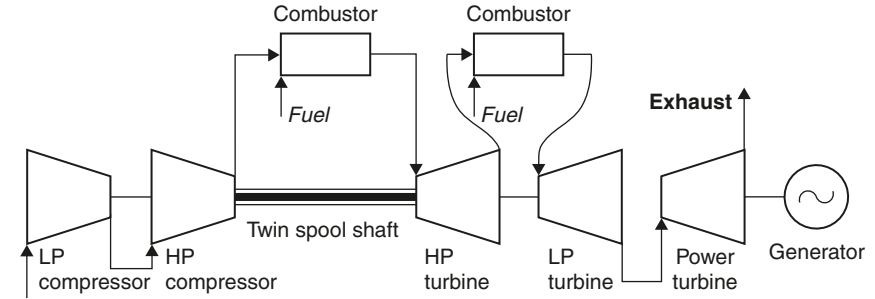 Combustor
Combustor
Fuel
Fuel
Exhaust
Twin spool shaft
LP
compressor
HP
compressor
HP
turbine
LP
turbine
Power
turbine
Generator